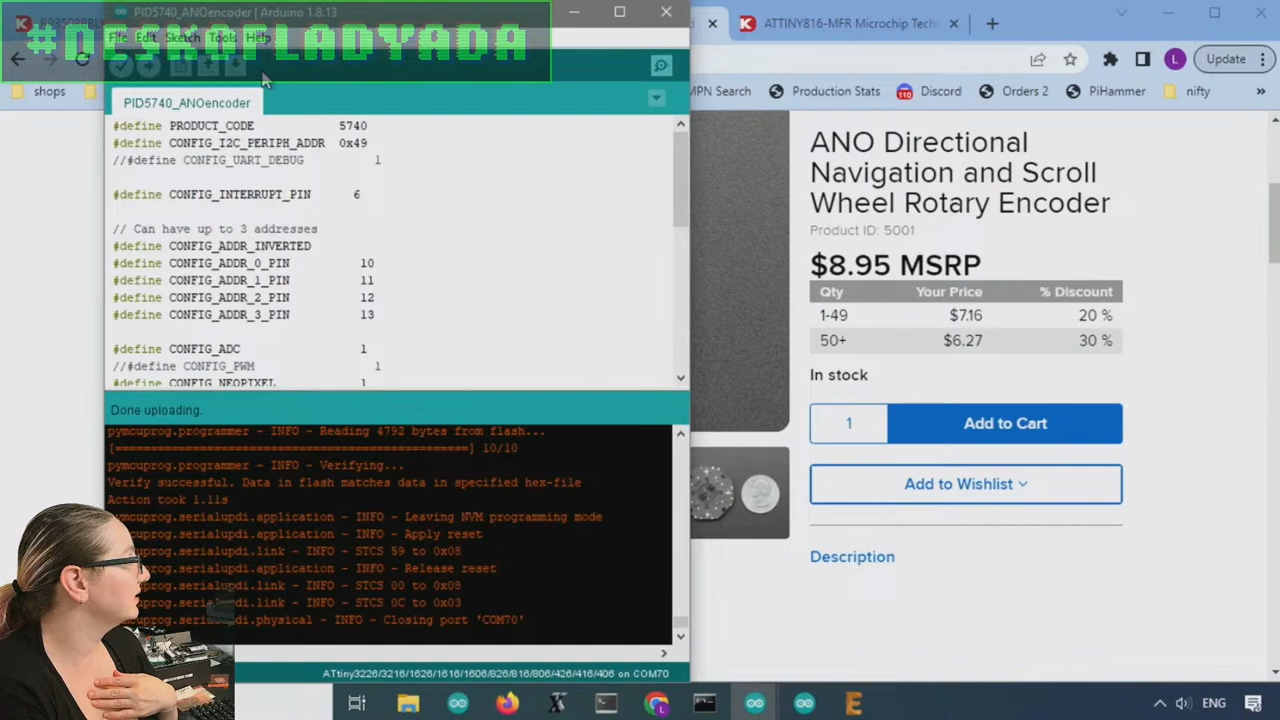 PID5740_ANOencoder | Arduino 1.8.13
File Edit Sketch Tools Help
#DESKOFLADYADA
ATTINY816-MFR Microchip Tech
Update
shops
MPN Search
Production Stats
Discord
Orders 2
PiHammer
nifty
»
PID5740_ANOencoder
#define PRODUCT_CODE 5740
#define CONFIG_I2C_PERIPH_ADDR 0x49
//#define CONFIG_UART_DEBUG 1
#define CONFIG_INTERRUPT_PIN 6
// Can have up to 3 addresses
#define CONFIG_ADDR_INVERTED
#define CONFIG_ADDR_0_PIN 10
#define CONFIG_ADDR_1_PIN 11
#define CONFIG_ADDR_2_PIN 12
#define CONFIG_ADDR_3_PIN 13
#define CONFIG_ADC 1
//#define CONFIG_PWM 1
#define CONFIG_NEOPIXEL 1
Done uploading.
pymcuprog.programmer - INFO - Reading 4792 bytes from flash...
[==================================================] 10/10
pymcuprog.programmer - INFO - Verifying...
Verify successful. Data in flash matches data in specified hex-file
Action took 1.11s
pymcuprog.serialupdi.application - INFO - Leaving NVM programming mode
pymcuprog.serialupdi.application - INFO - Apply reset
pymcuprog.serialupdi.link - INFO - STCS 59 to 0x08
pymcuprog.serialupdi.application - INFO - Release reset
cuprog.serialupdi.link - INFO - STCS 00 to 0x08
cuprog.serialupdi.link - INFO - STCS 0C to 0x03
cuprog.serialupdi.physical - INFO - Closing port 'COM70'
ATtiny3226/3216/1626/1616/1606/826/816/806/426/416/406 on COM70
ANO Directional
Navigation and Scroll
Wheel Rotary Encoder
Product ID: 5001
$8.95 MSRP
Qty Your Price % Discount
1-49 $7.16 20 %
50+ $6.27 30 %
In stock
1 Add to Cart
Add to Wishlist
Description
ENG